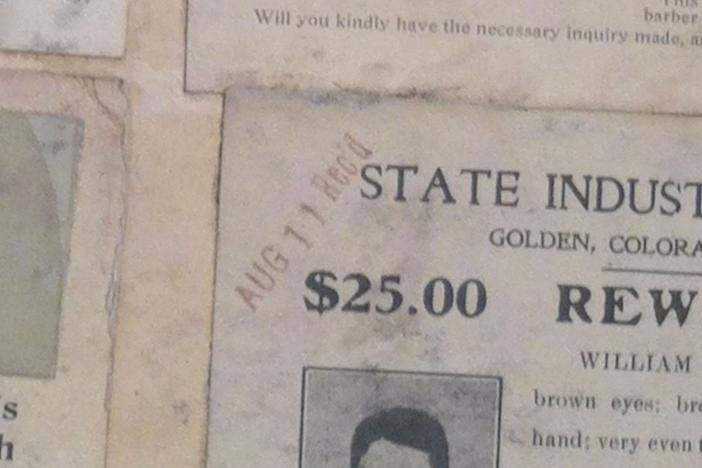 barber
Will you kindly have the necessary inquiry made, a
AUG 11 Rec'd
STATE INDUST
GOLDEN, COLORA
$25.00 REW
WILLIAM
brown eyes; br
hand; very even t
's
h